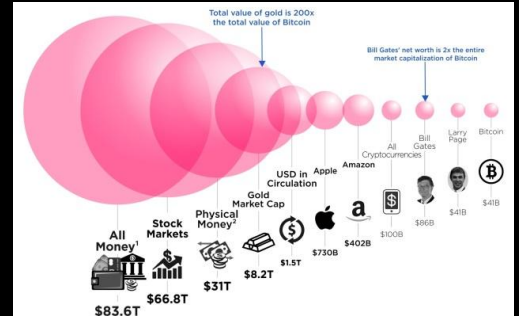 Total value of gold is 200x
the total value of Bitcoin
Bill Gates' net worth is 2x the entire
market capitalization of Bitcoin
All
Money¹
$83.6T
Stock
Markets
$66.8T
Physical
Money²
$31T
Gold
Market Cap
$8.2T
USD in
Circulation
$1.5T
Apple
$730B
Amazon
a
$402B
All
Cryptocurrencies
$100B
Bill
Gates
$86B
Larry
Page
$41B
Bitcoin
$41B